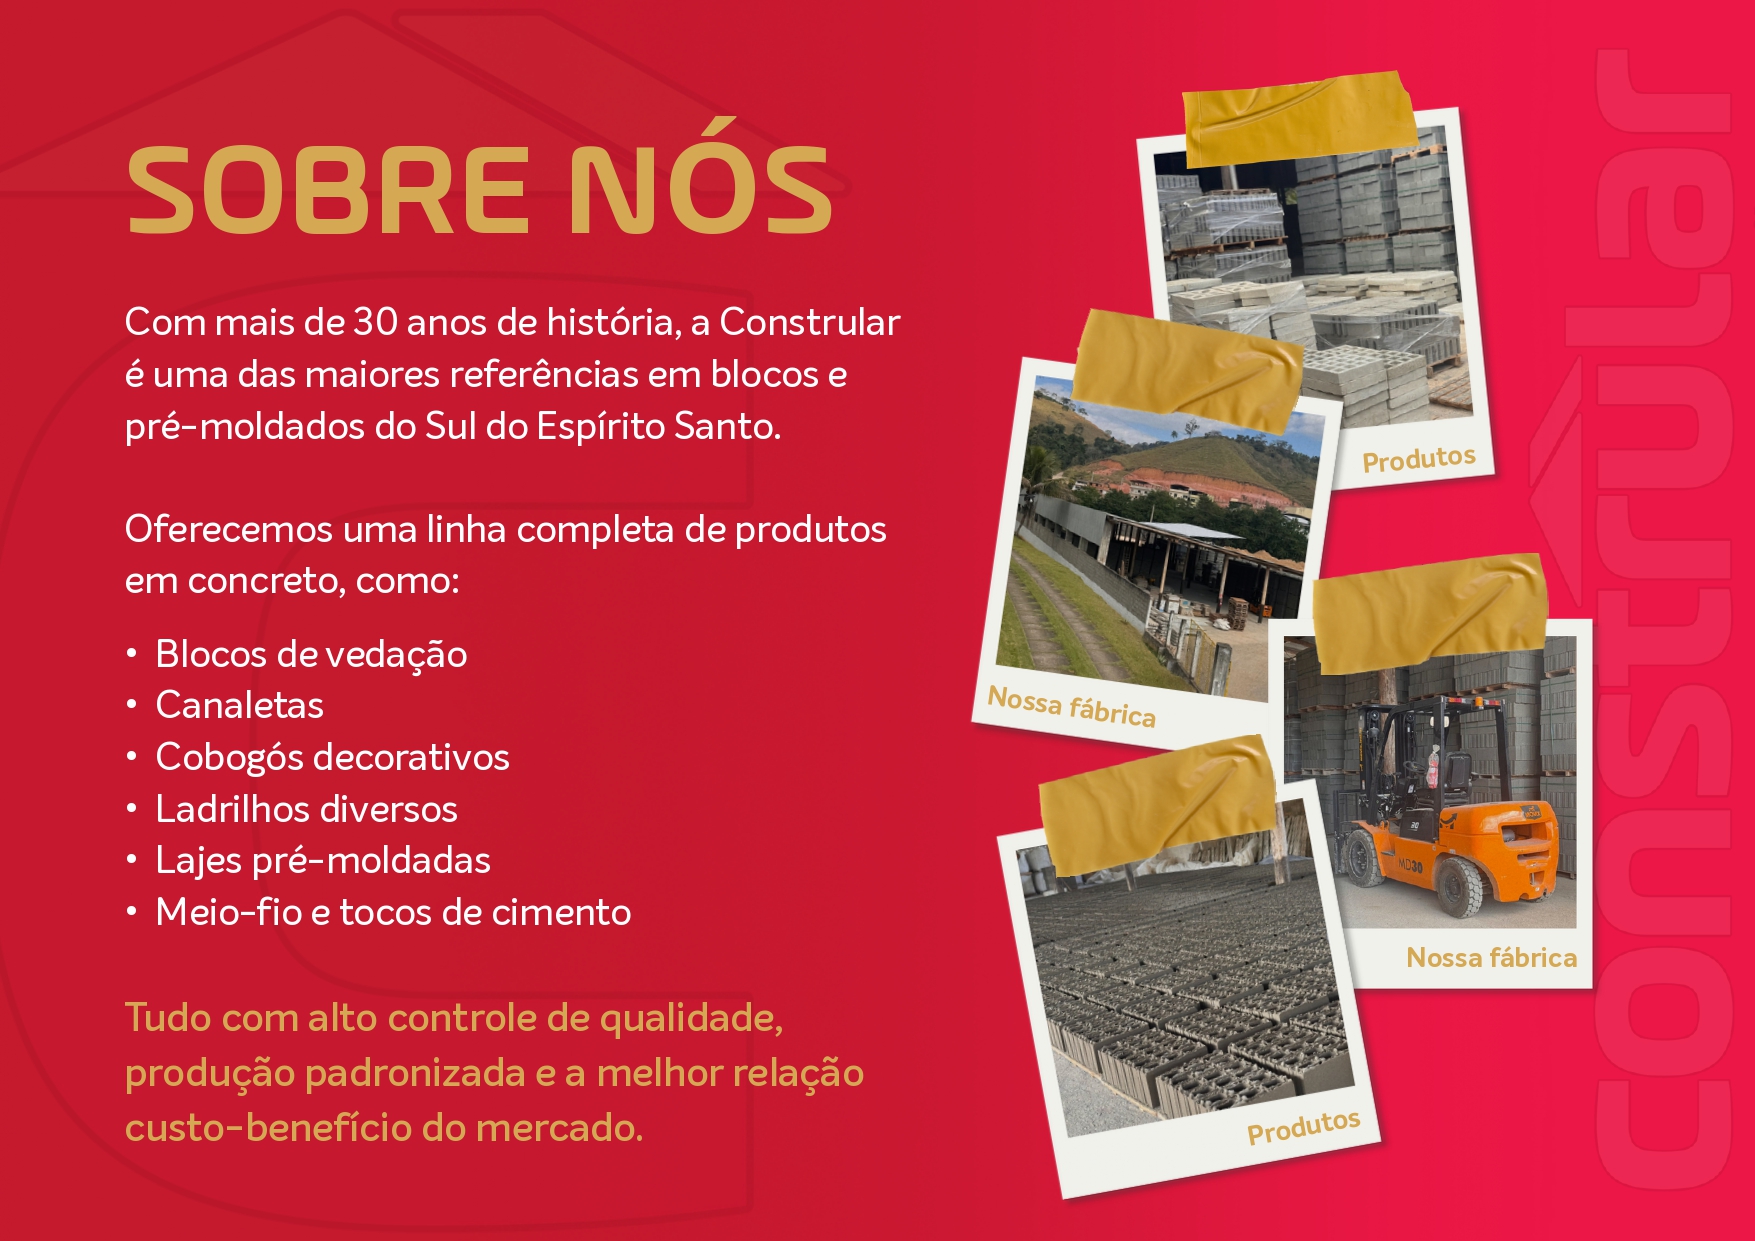 SOBRE NÓS
Com mais de 30 anos de história, a Constrular
é uma das maiores referências em blocos e
pré-moldados do Sul do Espírito Santo.
Oferecemos uma linha completa de produtos
em concreto, como:
• Blocos de vedação
• Canaletas
• Cobogós decorativos
• Ladrilhos diversos
• Lajes pré-moldadas
• Meio-fio e tocos de cimento
Tudo com alto controle de qualidade,
produção padronizada e a melhor relação
custo-benefício do mercado.
Produtos
Nossa fábrica
MD30
Nossa fábrica
Produtos
constrular